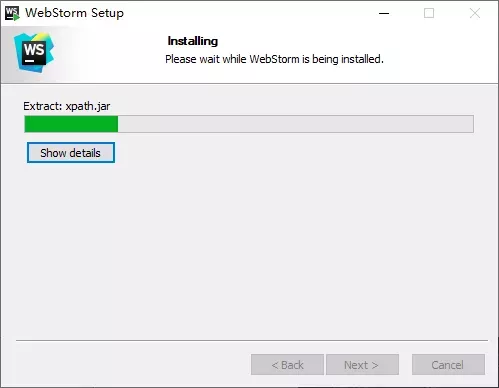 WebStorm Setup
WS
Installing
Please wait while WebStorm is being installed.
Extract: xpath.jar
Show details
< Back
Next >
Cancel